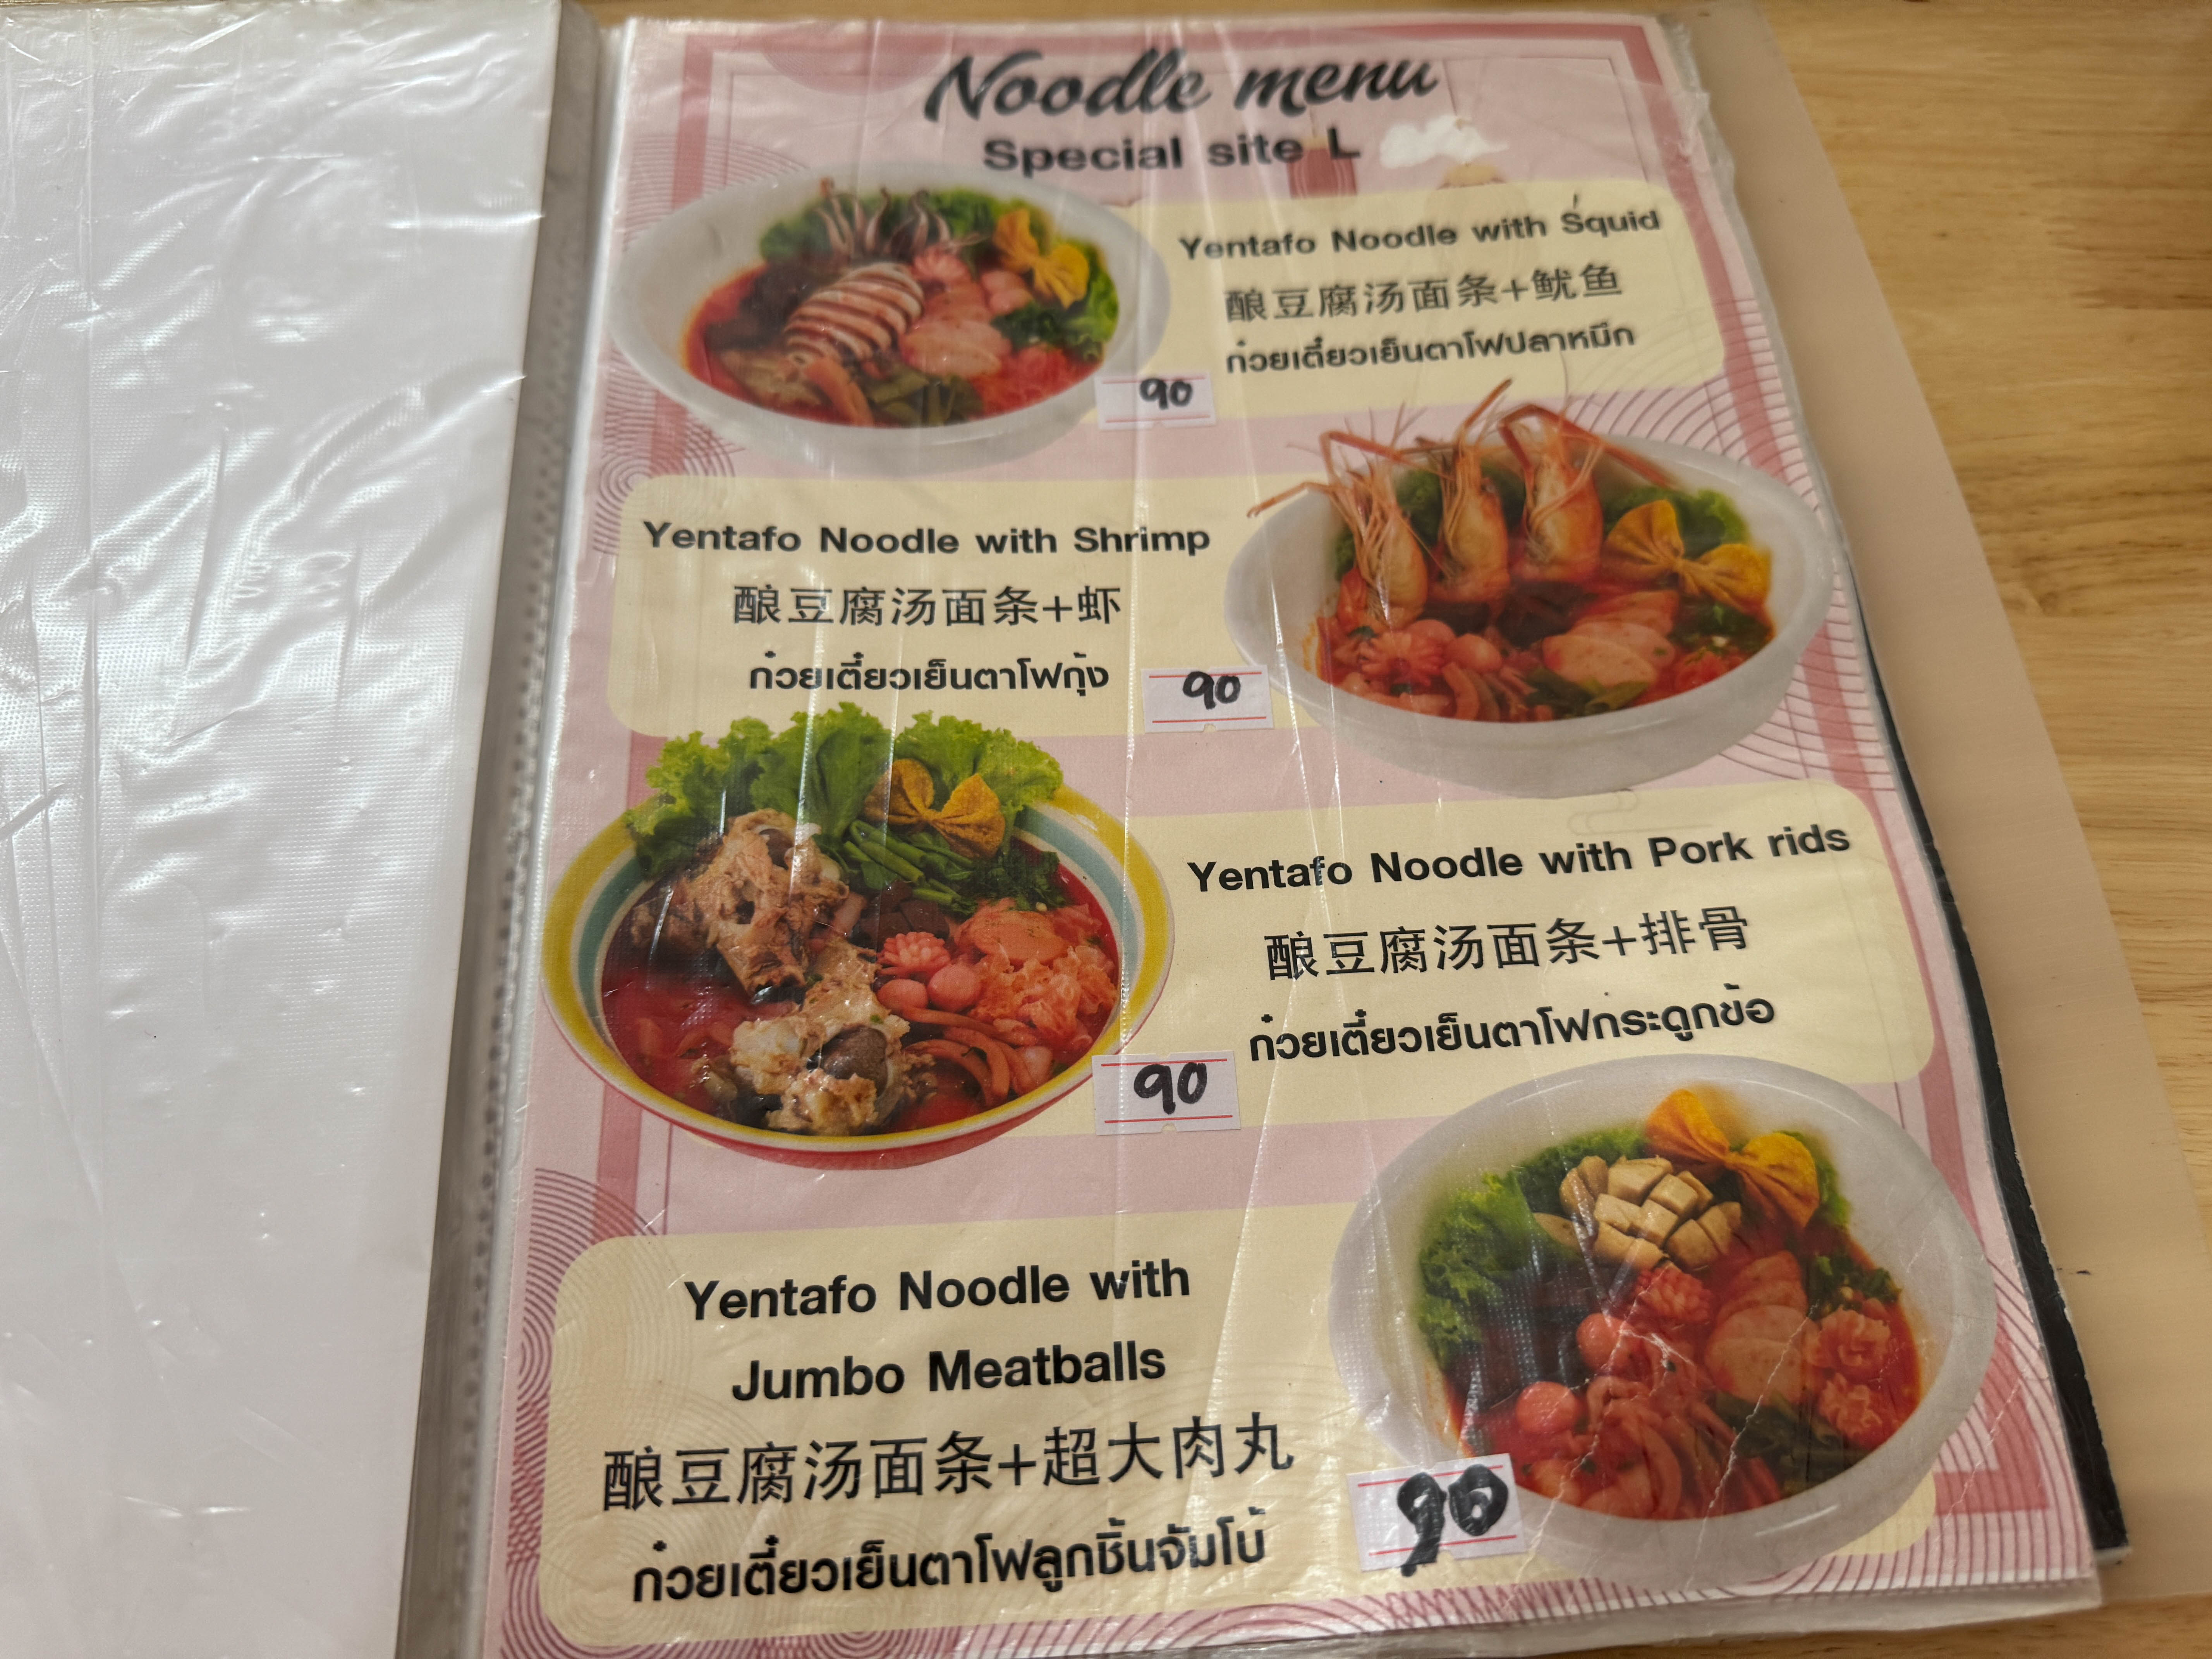 Noodle menu
Special site L
Yentafo Noodle with Squid
酿豆腐汤面条+鱿鱼
ก๋วยเตี๋ยวเย็นตาโฟปลาหมึก
90
Yentafo Noodle with Shrimp
酿豆腐汤面条+虾
ก๋วยเตี๋ยวเย็นตาโฟกุ้ง
90
Yentafo Noodle with Pork rids
酿豆腐汤面条+排骨
ก๋วยเตี๋ยวเย็นตาโฟกระดูกข้อ
90
Yentafo Noodle with
Jumbo Meatballs
酿豆腐汤面条+超大肉丸
ก๋วยเตี๋ยวเย็นตาโฟลูกชิ้นจัมโบ้
90